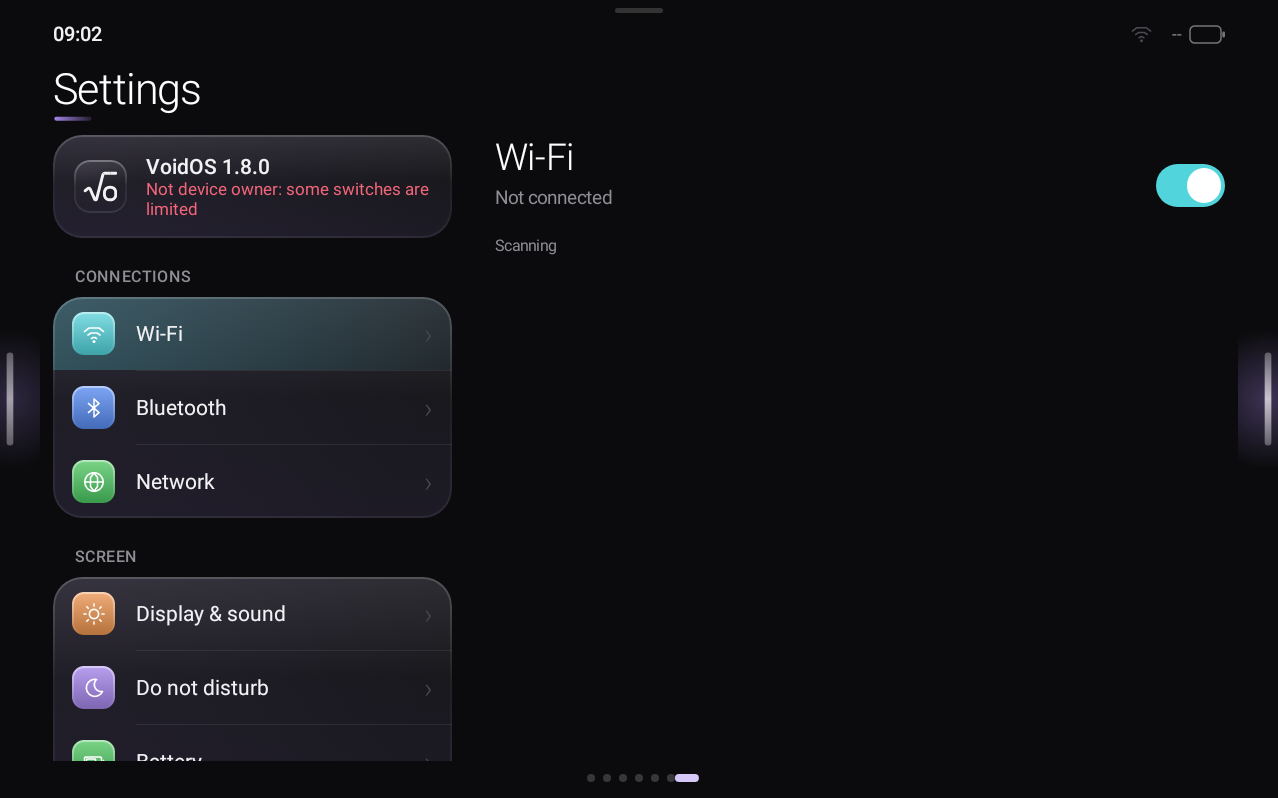 09:02
--
Settings
VoidOS 1.8.0
Not device owner: some switches are
limited
CONNECTIONS
Wi-Fi
Bluetooth
Network
SCREEN
Display & sound
Do not disturb
Battery
Wi-Fi
Not connected
Scanning